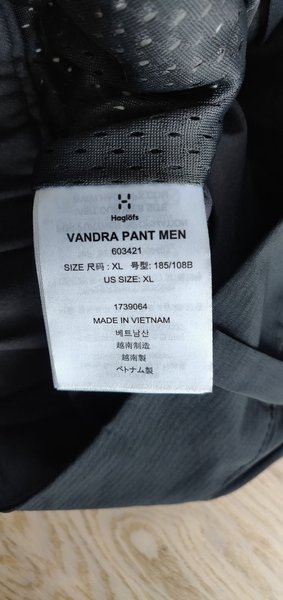 Haglöfs
VANDRA PANT MEN
603421
SIZE 尺码 : XL 号型: 185/108B
US SIZE: XL
1739064
MADE IN VIETNAM
베트남산
越南制造
越南製
ベトナム製